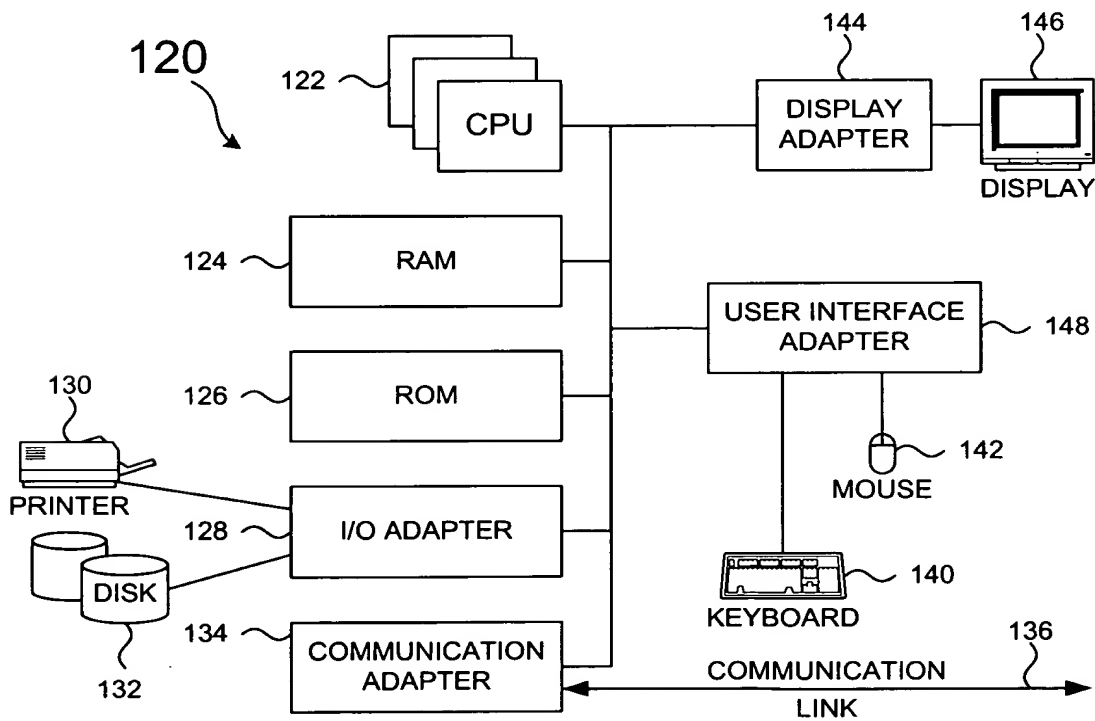 120
122
CPU
144
DISPLAY
ADAPTER
146
DISPLAY
124
RAM
USER INTERFACE
ADAPTER
148
126
ROM
130
PRINTER
142
MOUSE
128
I/O ADAPTER
DISK
132
140
KEYBOARD
134
COMMUNICATION
ADAPTER
136
COMMUNICATION
LINK